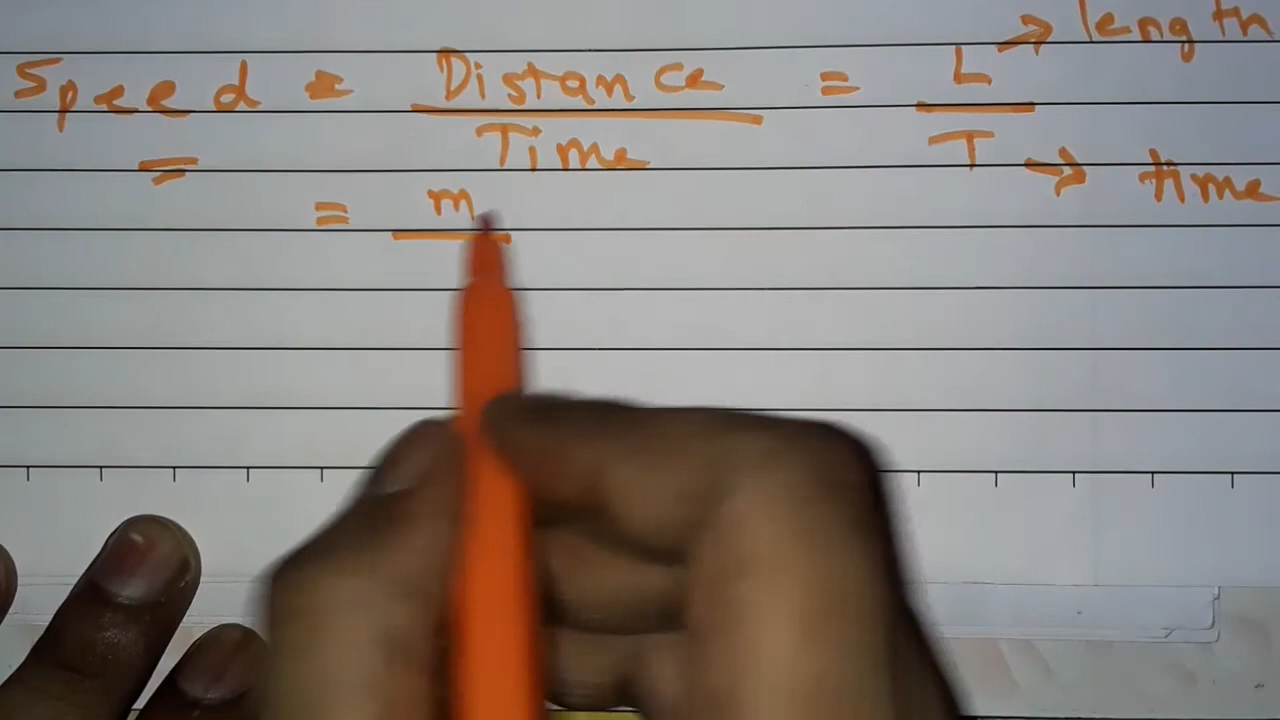 Speed = Distance / Time = L / T → length → time
= m